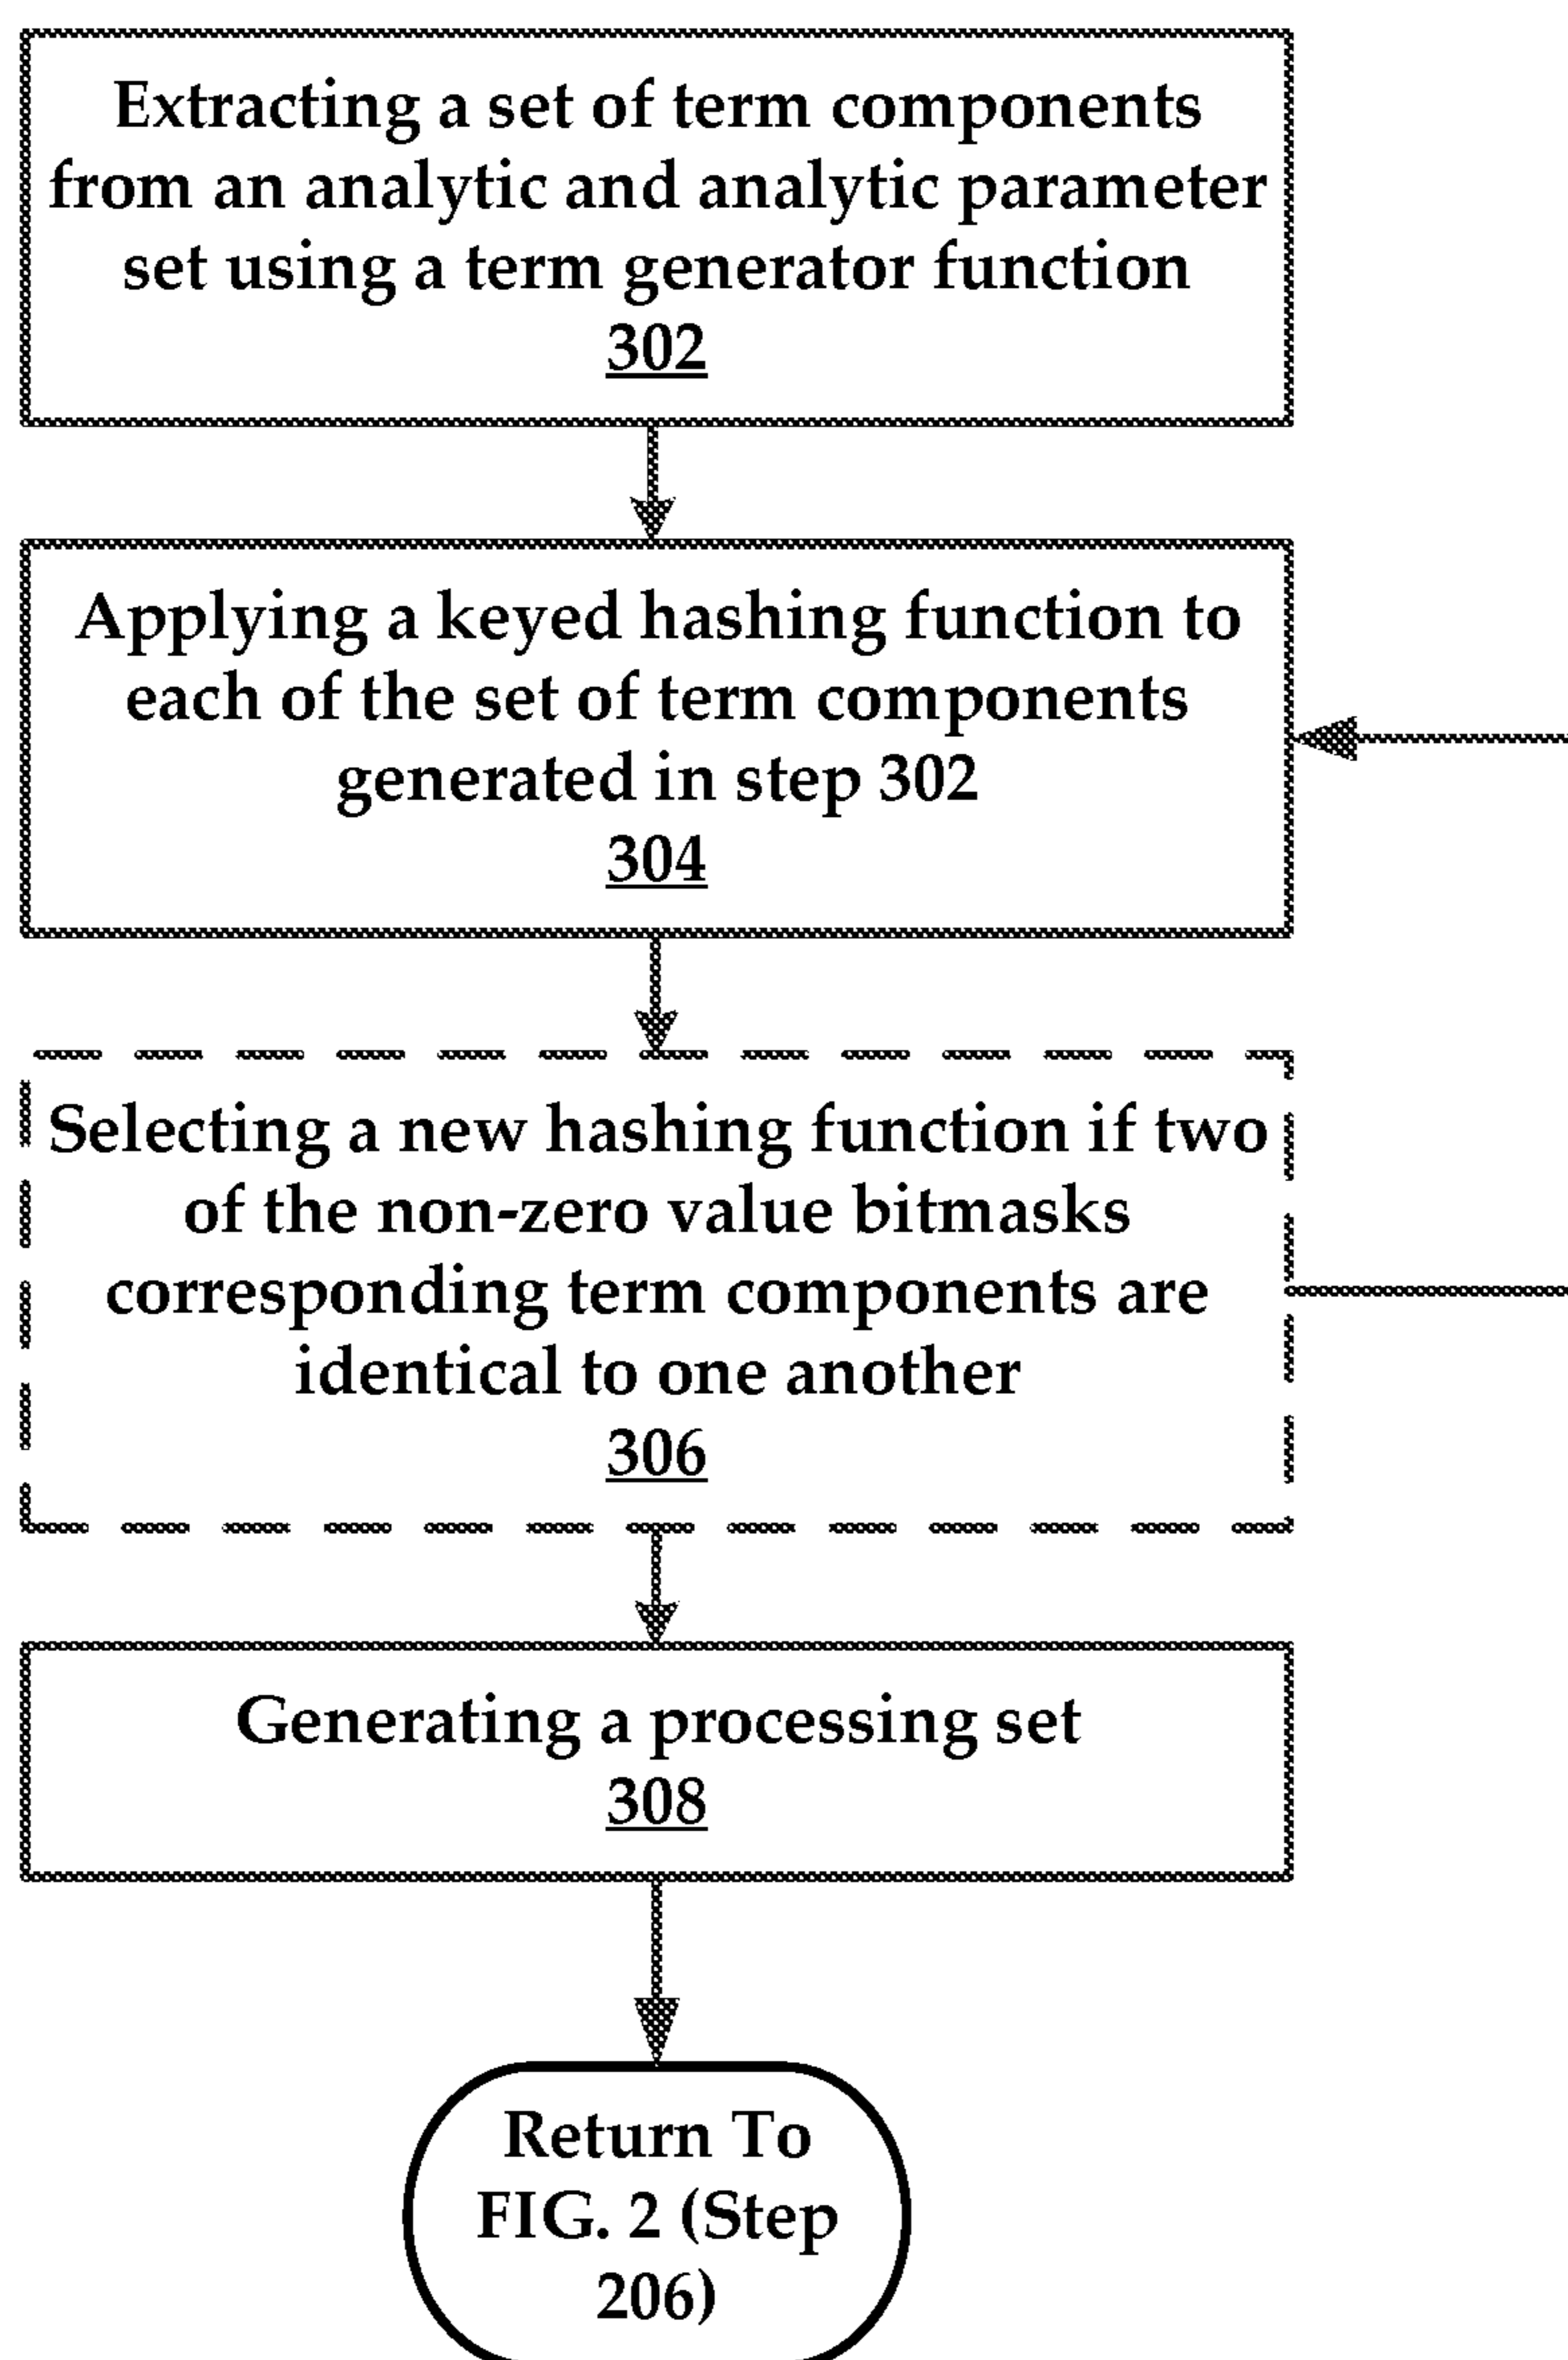 Extracting a set of term components
from an analytic and analytic parameter
set using a term generator function
302
Applying a keyed hashing function to
each of the set of term components
generated in step 302
304
Selecting a new hashing function if two
of the non-zero value bitmasks
corresponding term components are
identical to one another
306
Generating a processing set
308
Return To
FIG. 2 (Step
206)